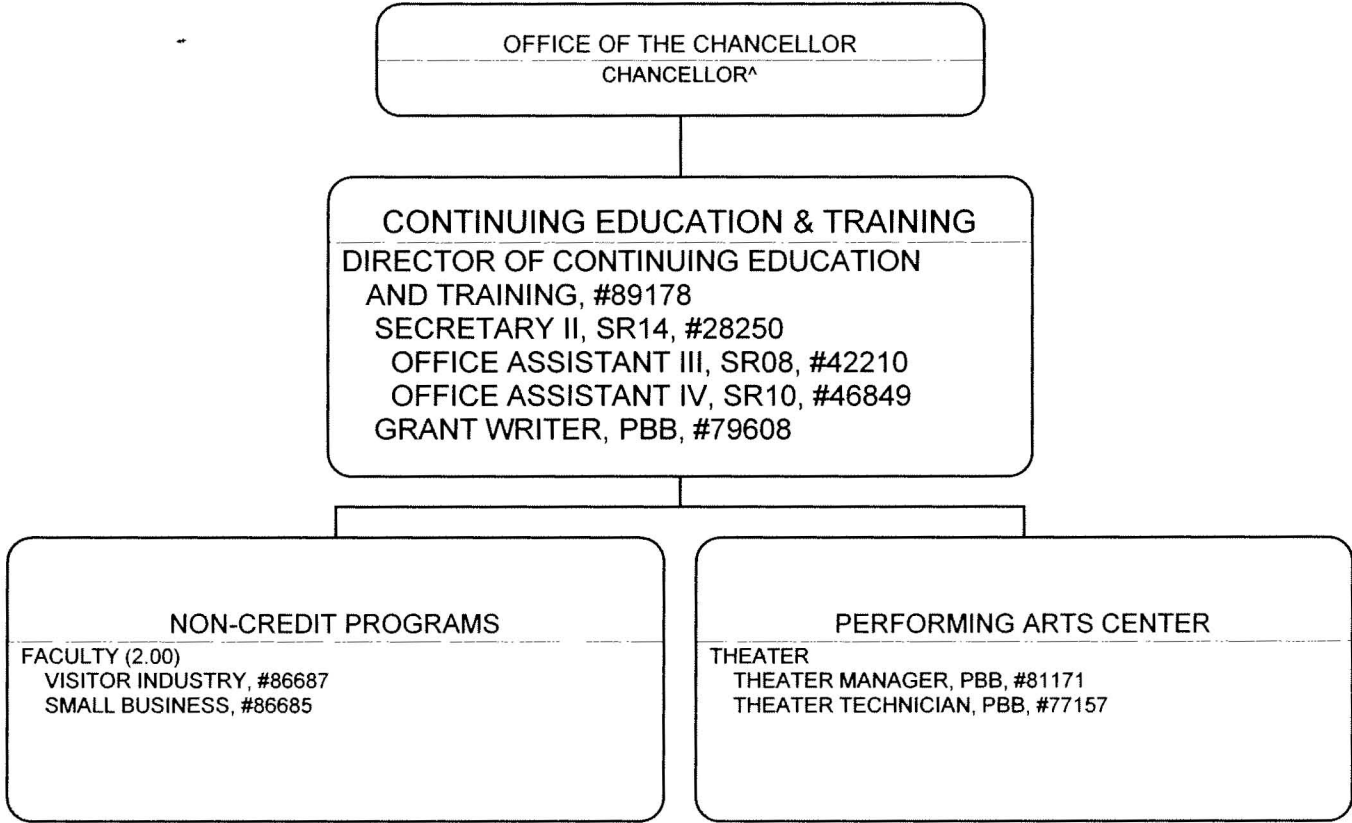 OFFICE OF THE CHANCELLOR
CHANCELLOR^
CONTINUING EDUCATION & TRAINING
DIRECTOR OF CONTINUING EDUCATION
AND TRAINING, #89178
SECRETARY II, SR14, #28250
OFFICE ASSISTANT III, SR08, #42210
OFFICE ASSISTANT IV, SR10, #46849
GRANT WRITER, PBB, #79608
NON-CREDIT PROGRAMS
FACULTY (2.00)
VISITOR INDUSTRY, #86687
SMALL BUSINESS, #86685
PERFORMING ARTS CENTER
THEATER
THEATER MANAGER, PBB, #81171
THEATER TECHNICIAN, PBB, #77157